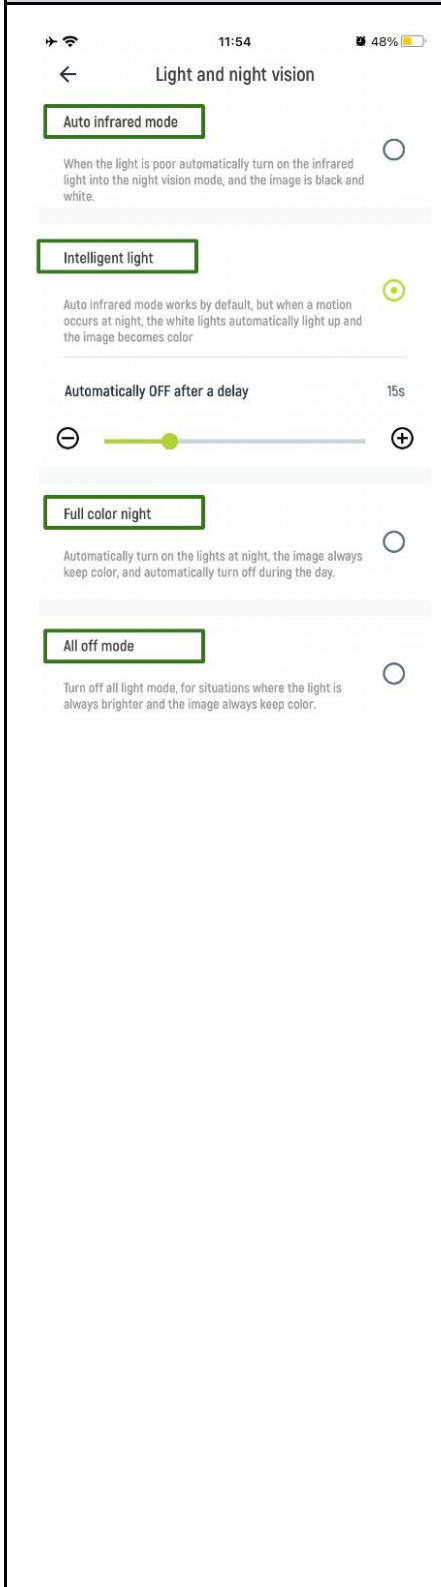 11:54
48%
Light and night vision
Auto infrared mode
When the light is poor automatically turn on the infrared
light into the night vision mode, and the image is black and
white.
Intelligent light
Auto infrared mode works by default, but when a motion
occurs at night, the white lights automatically light up and
the image becomes color
Automatically OFF after a delay 15s
Full color night
Automatically turn on the lights at night, the image always
keep color, and automatically turn off during the day.
All off mode
Turn off all light mode, for situations where the light is
always brighter and the image always keep color.